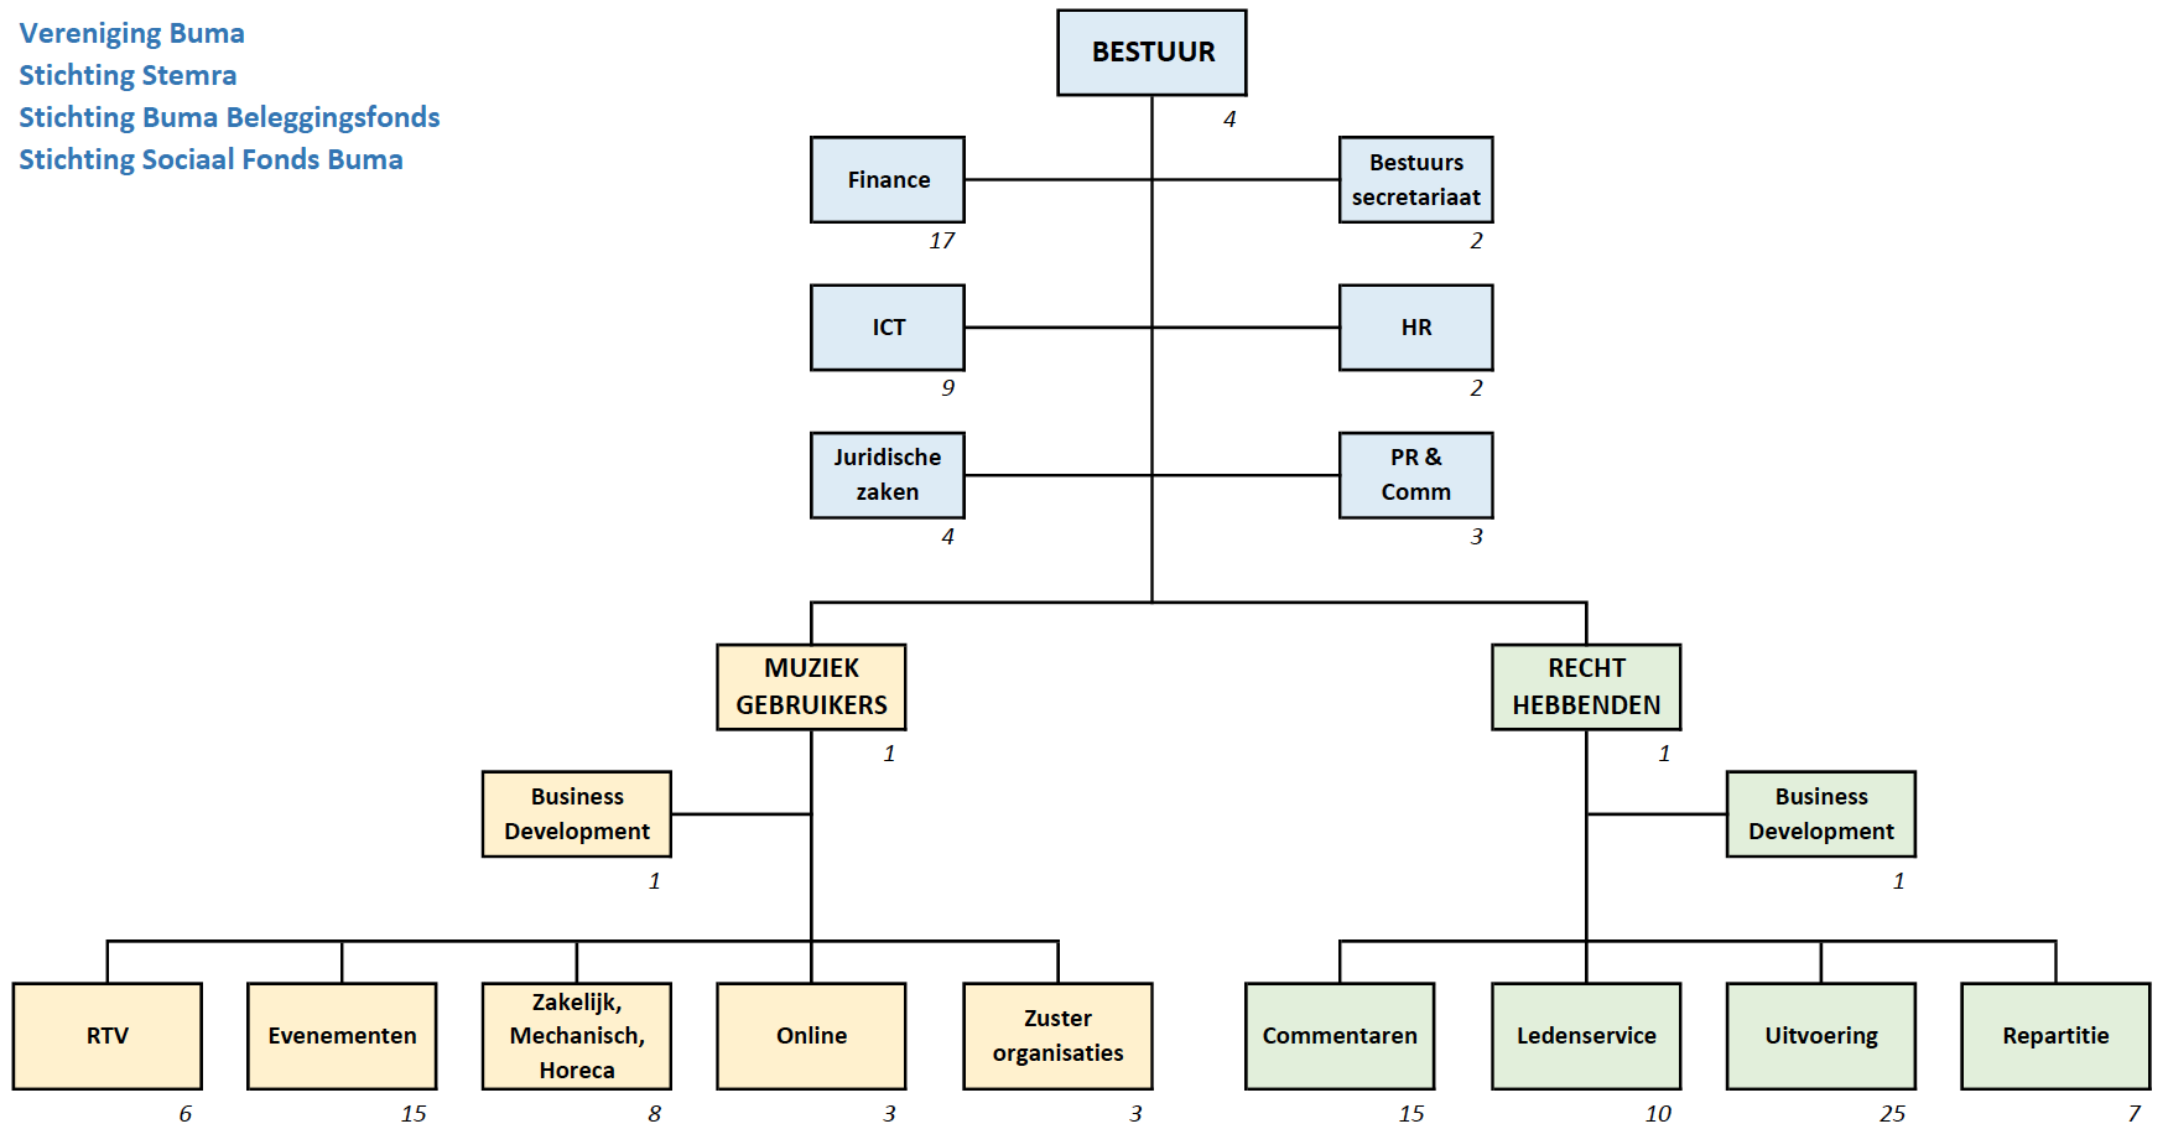 Vereniging Buma
Stichting Stemra
Stichting Buma Beleggingsfonds
Stichting Sociaal Fonds Buma
BESTUUR
4
Finance
17
Bestuurs
secretariaat
2
ICT
9
HR
2
Juridische
zaken
4
PR &
Comm
3
MUZIEK
GEBRUIKERS
1
RECHT
HEBBENDEN
1
Business
Development
1
Business
Development
1
RTV
6
Evenementen
15
Zakelijk,
Mechanisch,
Horeca
8
Online
3
Zuster
organisaties
3
Commentaren
15
Ledenservice
10
Uitvoering
25
Repartitie
7